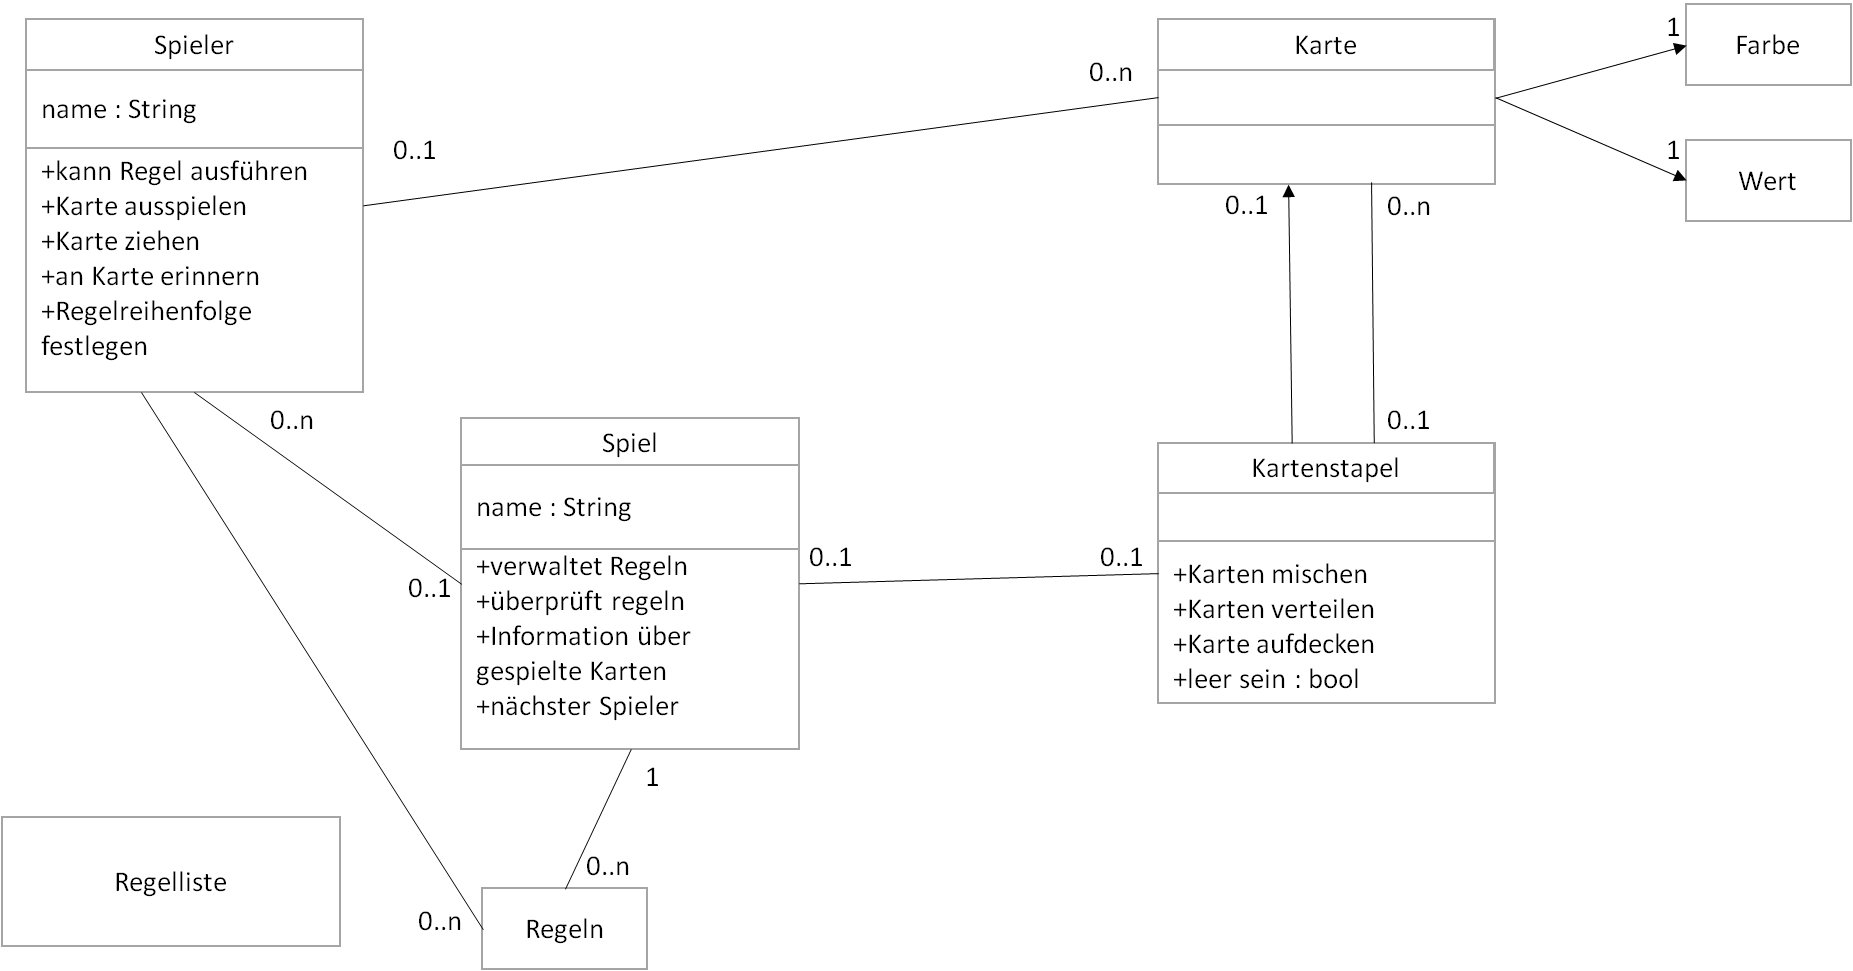 Spieler
name : String
+kann Regel ausführen
+Karte ausspielen
+Karte ziehen
+an Karte erinnern
+Regelreihenfolge
festlegen
0..1
0..n
Karte
1
Farbe
1
Wert
0..1
0..n
0..n
0..1
Spiel
name : String
+verwaltet Regeln
+überprüft regeln
+Information über
gespielte Karten
+nächster Spieler
0..1
0..1
0..1
Kartenstapel
+Karten mischen
+Karten verteilen
+Karte aufdecken
+leer sein : bool
1
0..n
0..n
Regelliste
Regeln